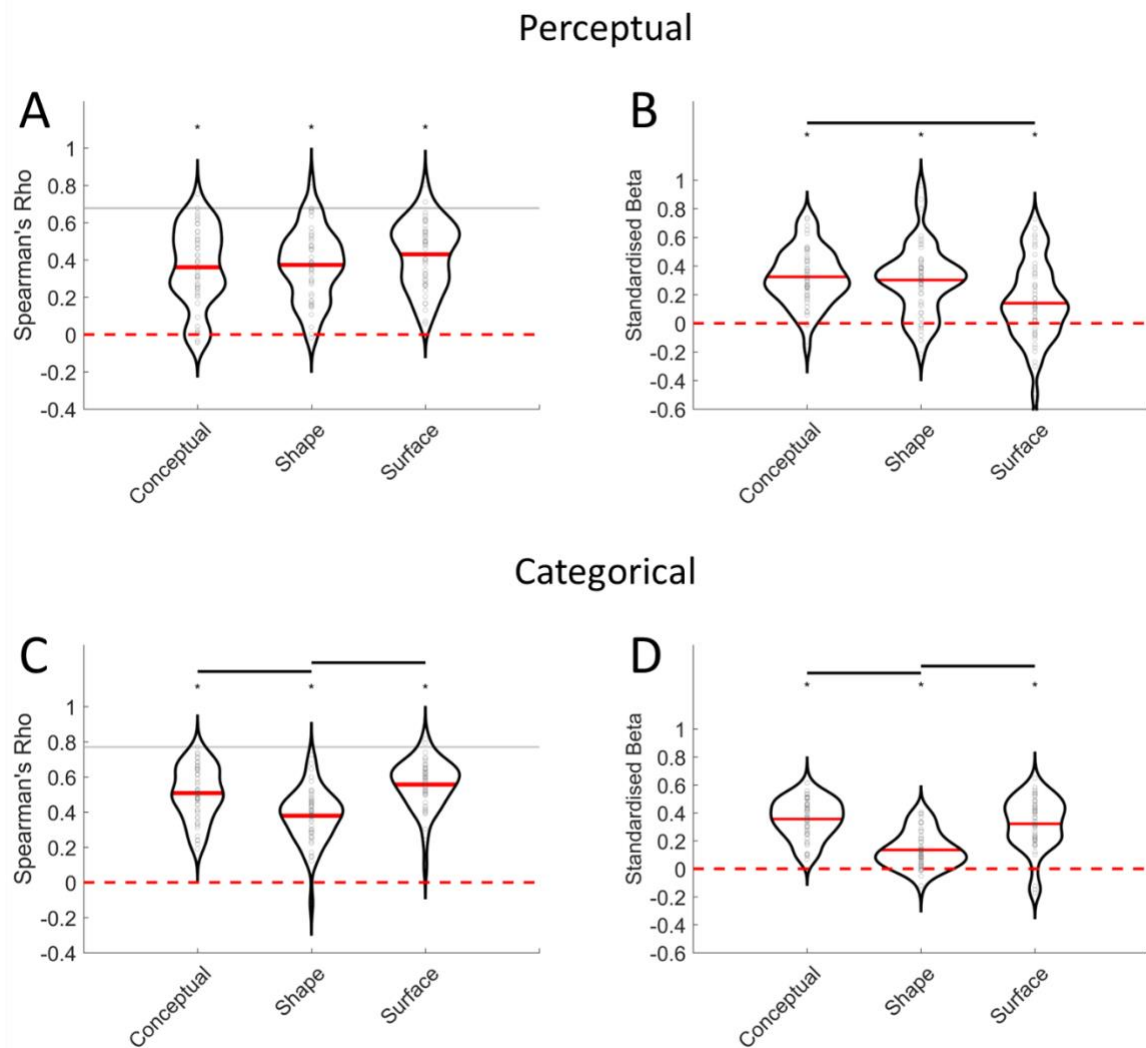 Perceptual
A
* * *
Spearman's Rho
1
0.8
0.6
0.4
0.2
0
-0.2
-0.4
Conceptual
Shape
Surface
B
* * *
Standardised Beta
1
0.8
0.6
0.4
0.2
0
-0.2
-0.4
-0.6
Conceptual
Shape
Surface
Categorical
C
* * *
Spearman's Rho
1
0.8
0.6
0.4
0.2
0
-0.2
-0.4
Conceptual
Shape
Surface
D
* * *
Standardised Beta
1
0.8
0.6
0.4
0.2
0
-0.2
-0.4
-0.6
Conceptual
Shape
Surface